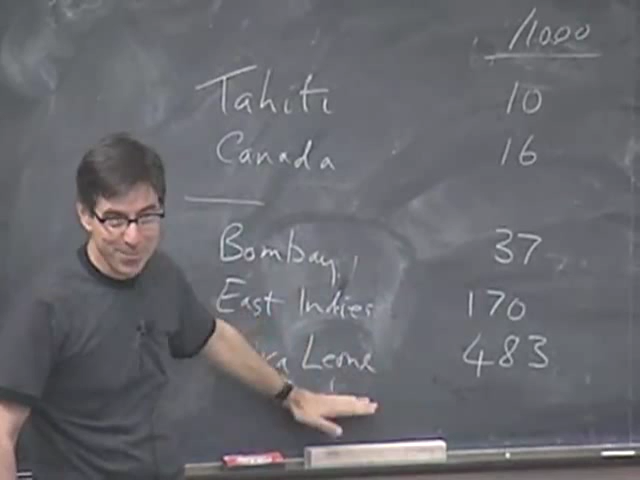 /1000
Tahiti 10
Canada 16
Bombay 37
East Indies 170
Leone 483